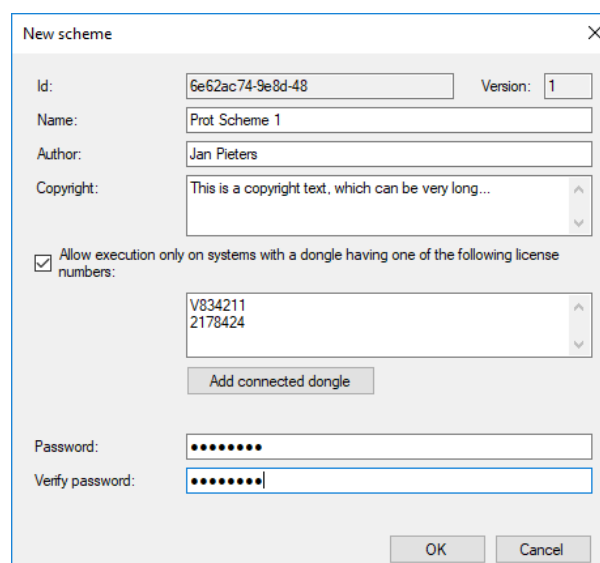 New scheme
Id: 6e62ac74-9e8d-48 Version: 1
Name: Prot Scheme 1
Author: Jan Pieters
Copyright: This is a copyright text, which can be very long...
Allow execution only on systems with a dongle having one of the following license
numbers:
V834211
2178424
Add connected dongle
Password: ●●●●●●●●
Verify password: ●●●●●●●●
OK Cancel